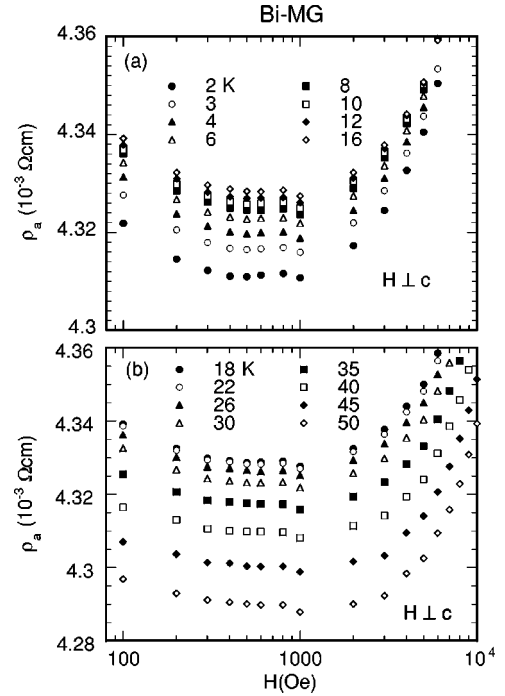 Bi-MG
4.36
(a)
2 K 8
3 10
4 12
6 16
4.34
ρa (10⁻³ Ωcm)
4.32
H⊥c
4.3
4.36
(b)
18 K 35
22 40
26 45
30 50
4.34
ρa (10⁻³ Ωcm)
4.32
4.3
H⊥c
4.28
100 1000 10⁴
H(Oe)